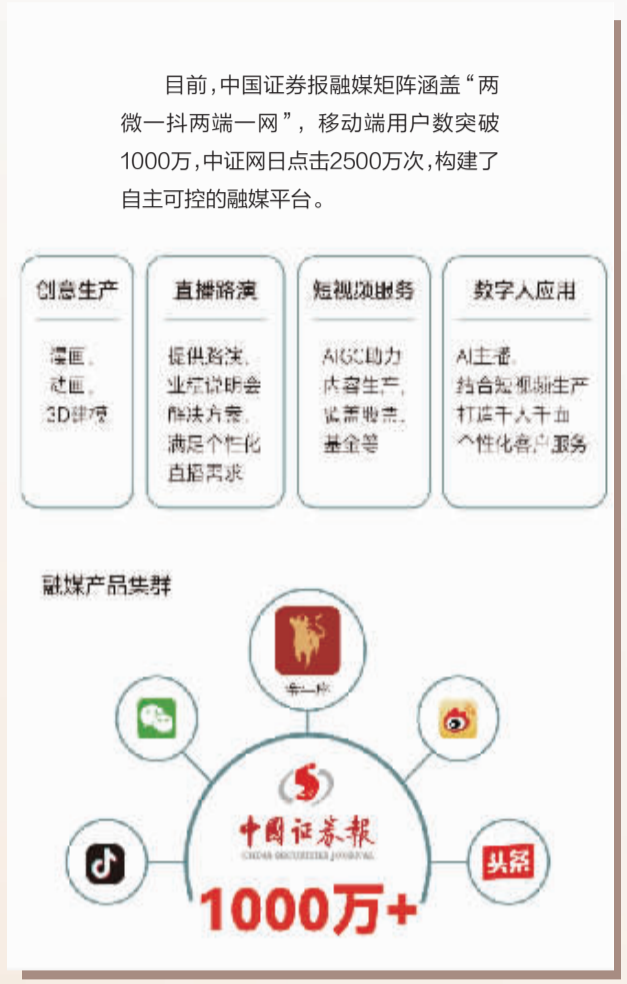 目前，中国证券报融媒矩阵涵盖“两
微一抖两端一网”，移动端用户数突破
1000万，中证网日点击2500万次，构建了
自主可控的融媒平台。
创意生产
漫画、
动画、
3D建模
直播路演
提供路演、
业绩说明会
解决方案，
满足个性化
直播需求
短视频服务
AIGC助力
内容生产，
覆盖股票、
基金等
数字人应用
AI主播，
结合短视频生产
打造千人千面
个性化客户服务
融媒产品集群
中國证券報
CHINA SECURITIES JOURNAL
头条
1000万+